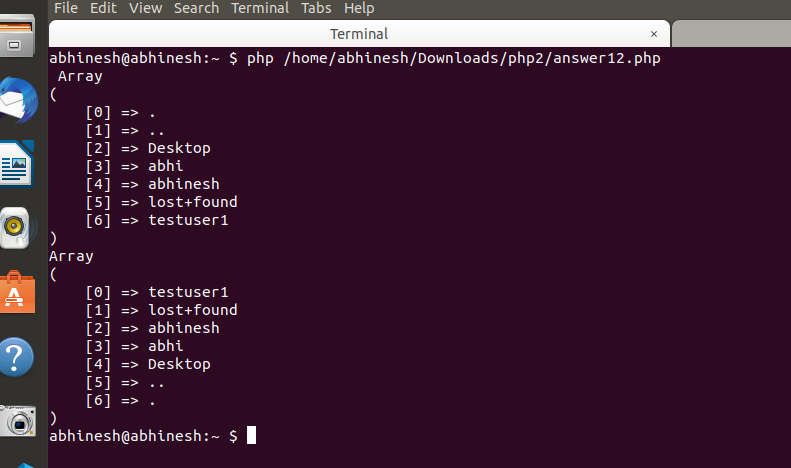 File Edit View Search Terminal Tabs Help
Terminal ×
abhinesh@abhinesh:~ $ php /home/abhinesh/Downloads/php2/answer12.php
 Array
(
    [0] => .
    [1] => ..
    [2] => Desktop
    [3] => abhi
    [4] => abhinesh
    [5] => lost+found
    [6] => testuser1
)
Array
(
    [0] => testuser1
    [1] => lost+found
    [2] => abhinesh
    [3] => abhi
    [4] => Desktop
    [5] => ..
    [6] => .
)
abhinesh@abhinesh:~ $